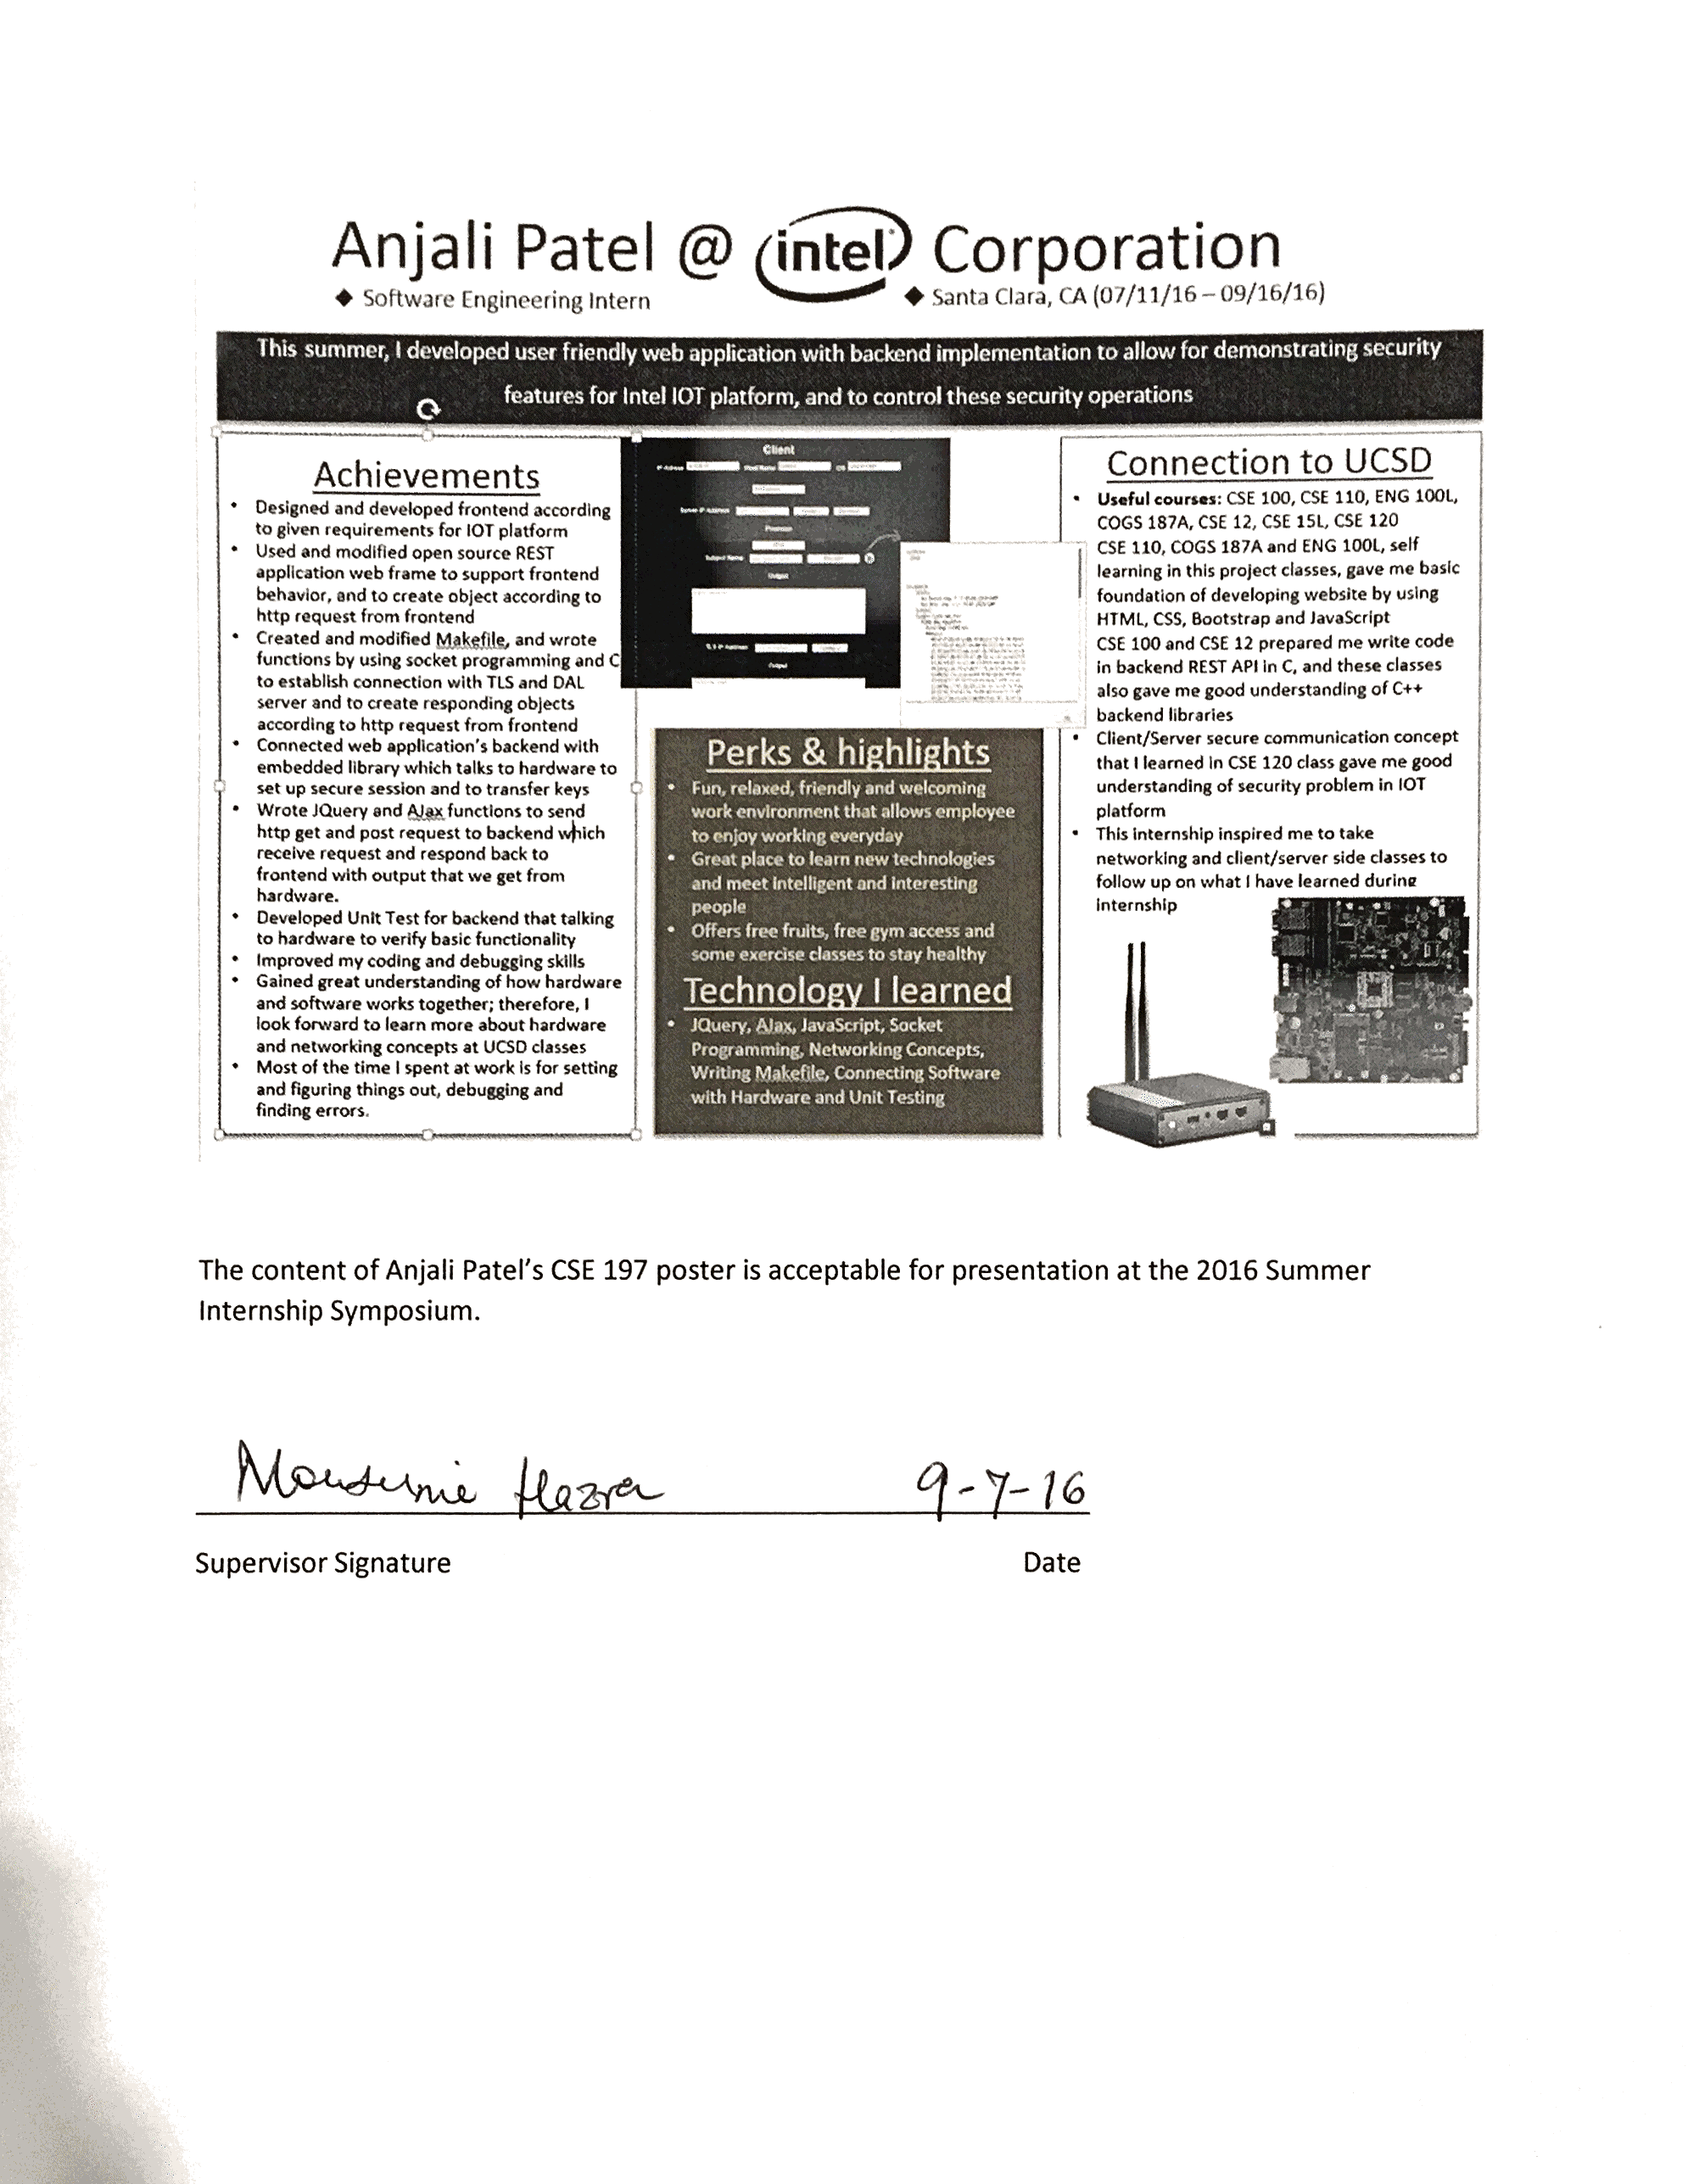 Anjali Patel @ intel Corporation
◆ Software Engineering Intern
◆ Santa Clara, CA (07/11/16 – 09/16/16)
This summer, I developed user friendly web application with backend implementation to allow for demonstrating security
features for Intel IOT platform, and to control these security operations
Achievements
• Designed and developed frontend according
to given requirements for IOT platform
• Used and modified open source REST
application web frame to support frontend
behavior, and to create object according to
http request from frontend
• Created and modified Makefile, and wrote
functions by using socket programming and C
to establish connection with TLS and DAL
server and to create responding objects
according to http request from frontend
• Connected web application's backend with
embedded library which talks to hardware to
set up secure session and to transfer keys
• Wrote JQuery and AJax functions to send
http get and post request to backend which
receive request and respond back to
frontend with output that we get from
hardware.
• Developed Unit Test for backend that talking
to hardware to verify basic functionality
• Improved my coding and debugging skills
• Gained great understanding of how hardware
and software works together; therefore, I
look forward to learn more about hardware
and networking concepts at UCSD classes
• Most of the time I spent at work is for setting
and figuring things out, debugging and
finding errors.
Client
Server IP Address
Subject Name
Output
Output
Perks & highlights
• Fun, relaxed, friendly and welcoming
work environment that allows employee
to enjoy working everyday
• Great place to learn new technologies
and meet intelligent and interesting
people
• Offers free fruits, free gym access and
some exercise classes to stay healthy
Technology I learned
• JQuery, AJax, JavaScript, Socket
Programming, Networking Concepts,
Writing Makefile, Connecting Software
with Hardware and Unit Testing
Connection to UCSD
• Useful courses: CSE 100, CSE 110, ENG 100L,
COGS 187A, CSE 12, CSE 15L, CSE 120
CSE 110, COGS 187A and ENG 100L, self
learning in this project classes, gave me basic
foundation of developing website by using
HTML, CSS, Bootstrap and JavaScript
CSE 100 and CSE 12 prepared me write code
in backend REST API in C, and these classes
also gave me good understanding of C++
backend libraries
• Client/Server secure communication concept
that I learned in CSE 120 class gave me good
understanding of security problem in IOT
platform
• This internship inspired me to take
networking and client/server side classes to
follow up on what I have learned during
internship
The content of Anjali Patel's CSE 197 poster is acceptable for presentation at the 2016 Summer
Internship Symposium.
Mousumie Hazra 9-7-16
Supervisor Signature Date